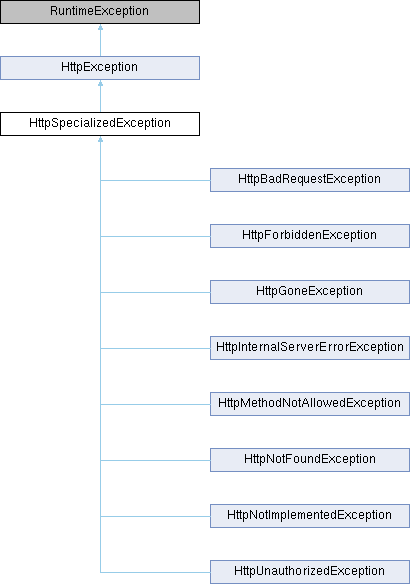 RuntimeException
HttpException
HttpSpecializedException
HttpBadRequestException
HttpForbiddenException
HttpGoneException
HttpInternalServerErrorException
HttpMethodNotAllowedException
HttpNotFoundException
HttpNotImplementedException
HttpUnauthorizedException